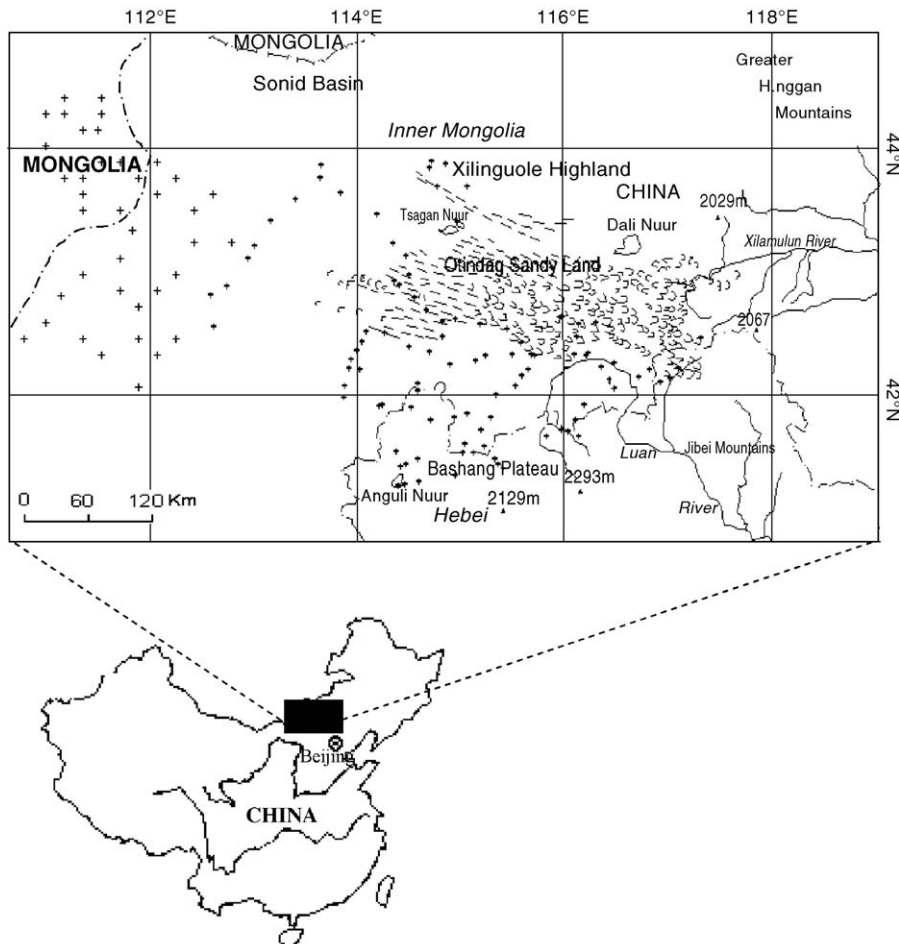 112°E 114°E 116°E 118°E
MONGOLIA
Greater
Sonid Basin
H.nggan
Mountains
Inner Mongolia
44°N
MONGOLIA
Xilinguole Highland
CHINA
2029m
Tsagan Nuur
Dali Nuur
Xilamulun River
Otindag Sandy Land
2067
42°N
Luan
Jibei Mountains
Bashang Plateau
2293m
Anguli Nuur
2129m
River
Hebei
0 60 120 Km
Beijing
CHINA